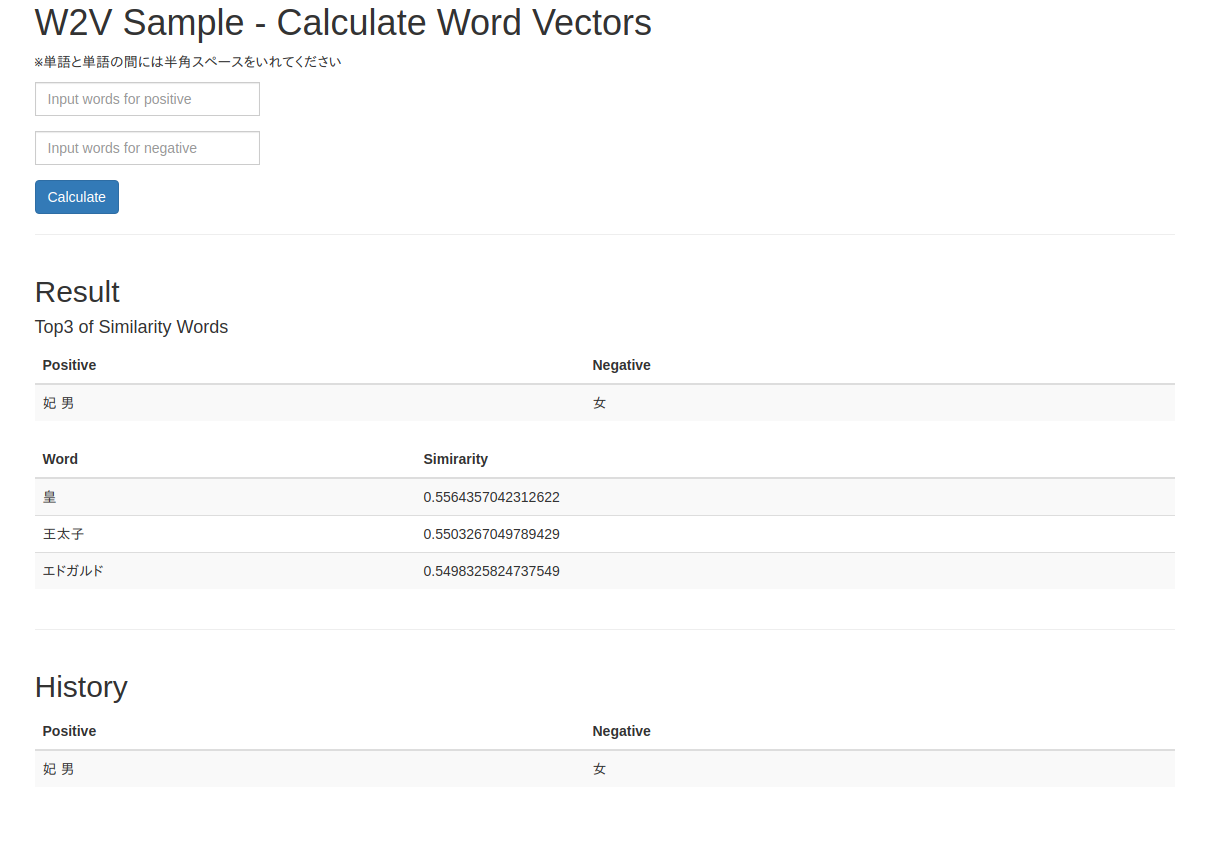 W2V Sample - Calculate Word Vectors
※単語と単語の間には半角スペースをいれてください
Input words for positive
Input words for negative
Calculate
Result
Top3 of Similarity Words
Positive Negative
妃 男 女
Word Simirarity
皇 0.5564357042312622
王太子 0.5503267049789429
エドガルド 0.5498325824737549
History
Positive Negative
妃 男 女